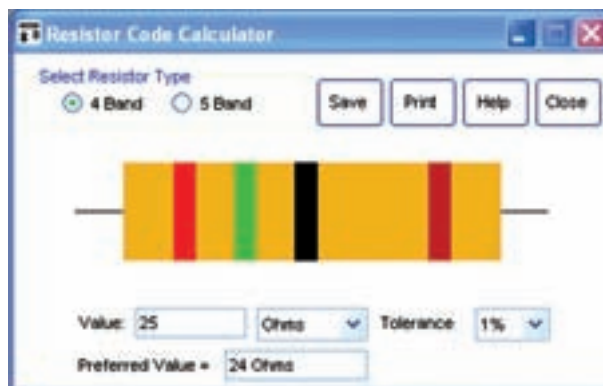 Resistor Code Calculator
Select Resistor Type
4 Band 5 Band Save Print Help Close
Value: 25 Ohms Tolerance 1%
Preferred Value = 24 Ohms